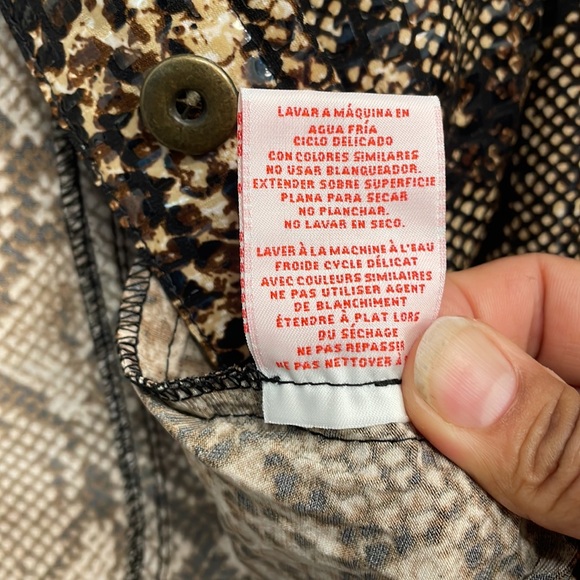 LAVAR A MÁQUINA EN
AGUA FRÍA
CICLO DELICADO
CON COLORES SIMILARES
NO USAR BLANQUEADOR.
EXTENDER SOBRE SUPERFICIE
PLANA PARA SECAR
NO PLANCHAR.
NO LAVAR EN SECO.
LAVER À LA MACHINE À L'EAU
FROIDE CYCLE DÉLICAT
AVEC COULEURS SIMILAIRES
NE PAS UTILISER AGENT
DE BLANCHIMENT
ÉTENDRE À PLAT LORS
DU SÉCHAGE
NE PAS REPASSER
NE PAS NETTOYER À